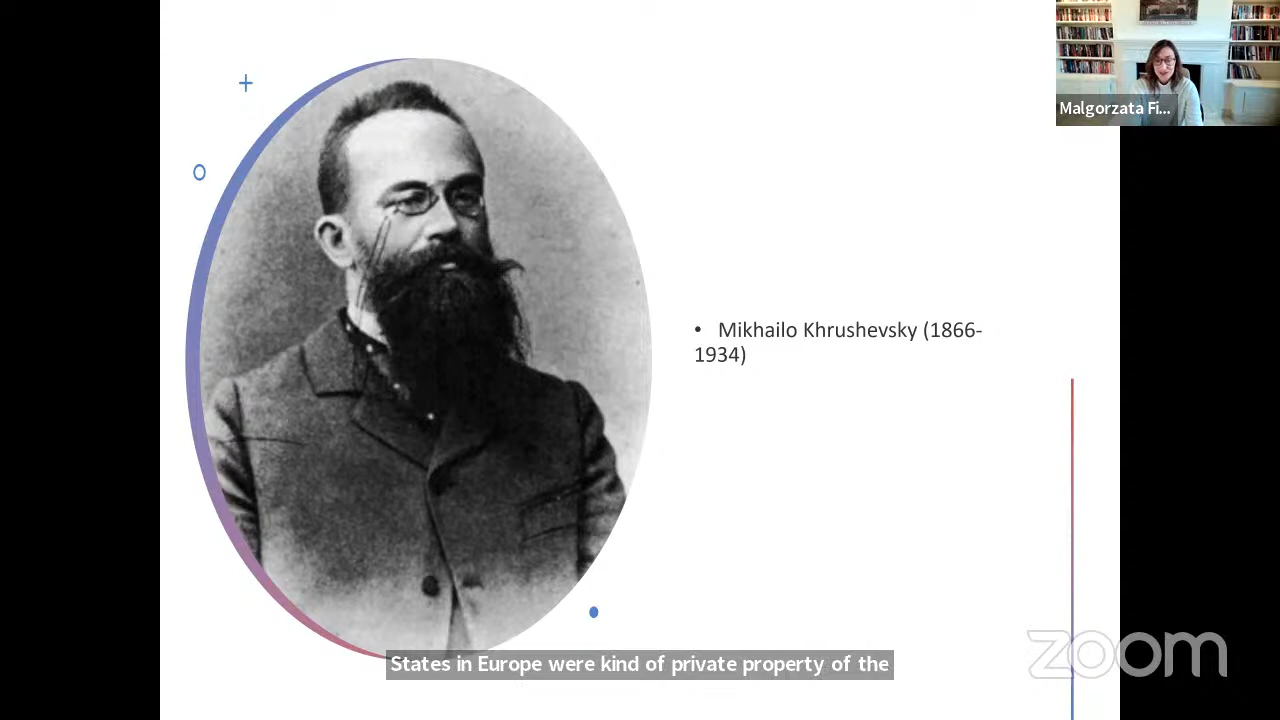 Malgorzata Fi...
• Mikhailo Khrushevsky (1866-
1934)
States in Europe were kind of private property of the
zoom